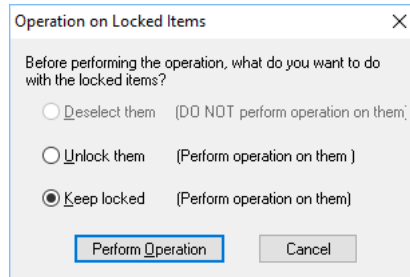 Operation on Locked Items
Before performing the operation, what do you want to do
with the locked items?
Deselect them (DO NOT perform operation on them)
Unlock them (Perform operation on them )
Keep locked (Perform operation on them)
Perform Operation Cancel